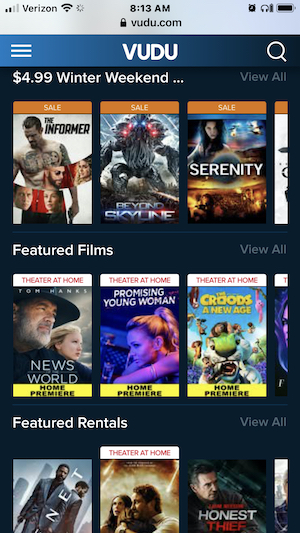 Verizon
8:13 AM
vudu.com
VUDU
$4.99 Winter Weekend ...
View All
SALE
SALE
SALE
THE
INFORMER
BEYOND
SKYLINE
SERENITY
Featured Films
View All
THEATER AT HOME
THEATER AT HOME
THEATER AT HOME
TOM HANKS
NEWS
WORLD
HOME
PREMIERE
PROMISING
YOUNG WOMAN
HOME
PREMIERE
THE
CROODS
A NEW AGE
HOME
PREMIERE
Featured Rentals
View All
THEATER AT HOME
TENET
LIAM NEESON
HONEST
THIEF